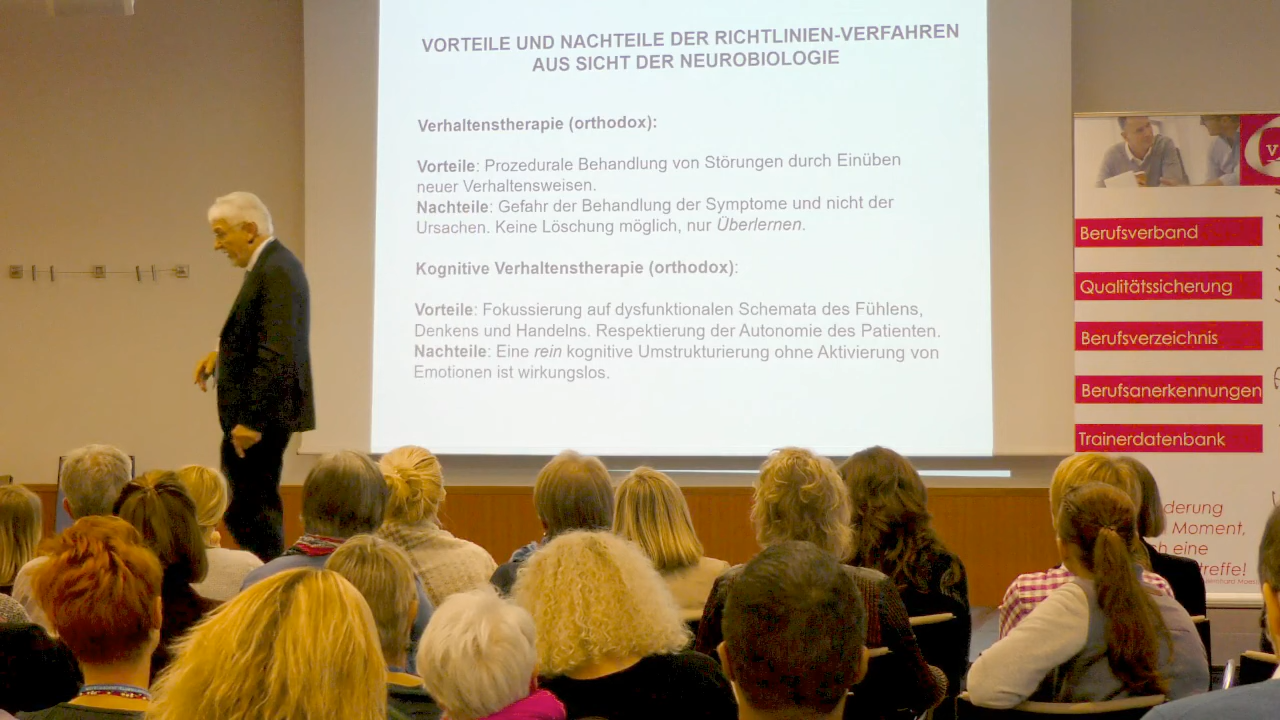 VORTEILE UND NACHTEILE DER RICHTLINIEN-VERFAHREN
AUS SICHT DER NEUROBIOLOGIE
Verhaltenstherapie (orthodox):
Vorteile: Prozedurale Behandlung von Störungen durch Einüben
neuer Verhaltensweisen.
Nachteile: Gefahr der Behandlung der Symptome und nicht der
Ursachen. Keine Löschung möglich, nur Überlernen.
Kognitive Verhaltenstherapie (orthodox):
Vorteile: Fokussierung auf dysfunktionalen Schemata des Fühlens,
Denkens und Handelns. Respektierung der Autonomie des Patienten.
Nachteile: Eine rein kognitive Umstrukturierung ohne Aktivierung von
Emotionen ist wirkungslos.
Berufsverband
Qualitätssicherung
Berufsverzeichnis
Berufsanerkennungen
Trainerdatenbank
Moment,
eine